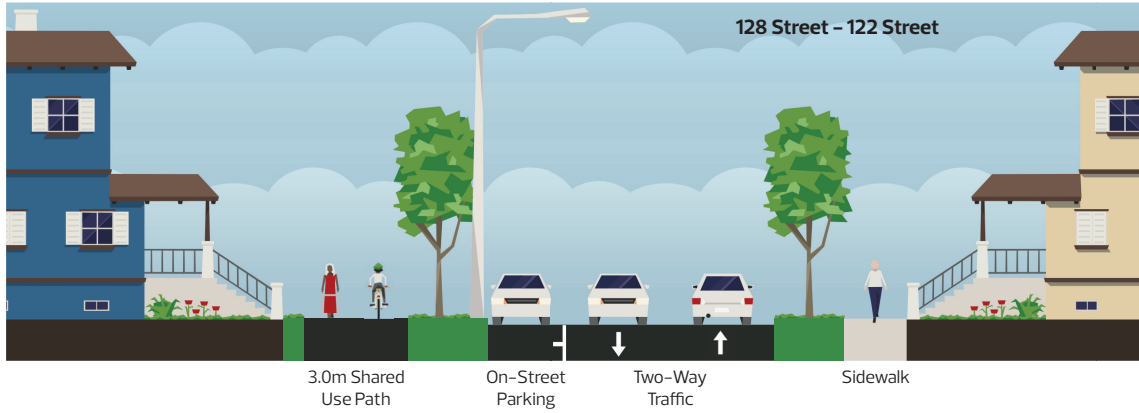 128 Street – 122 Street
3.0m Shared
Use Path
On-Street
Parking
Two-Way
Traffic
Sidewalk